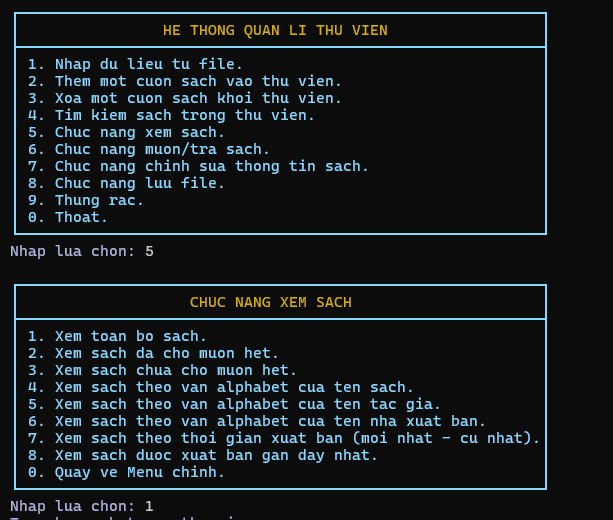 HE THONG QUAN LI THU VIEN
1. Nhap du lieu tu file.
2. Them mot cuon sach vao thu vien.
3. Xoa mot cuon sach khoi thu vien.
4. Tim kiem sach trong thu vien.
5. Chuc nang xem sach.
6. Chuc nang muon/tra sach.
7. Chuc nang chinh sua thong tin sach.
8. Chuc nang luu file.
9. Thung rac.
0. Thoat.
Nhap lua chon: 5
CHUC NANG XEM SACH
1. Xem toan bo sach.
2. Xem sach da cho muon het.
3. Xem sach chua cho muon het.
4. Xem sach theo van alphabet cua ten sach.
5. Xem sach theo van alphabet cua ten tac gia.
6. Xem sach theo van alphabet cua ten nha xuat ban.
7. Xem sach theo thoi gian xuat ban (moi nhat - cu nhat).
8. Xem sach duoc xuat ban gan day nhat.
0. Quay ve Menu chinh.
Nhap lua chon: 1